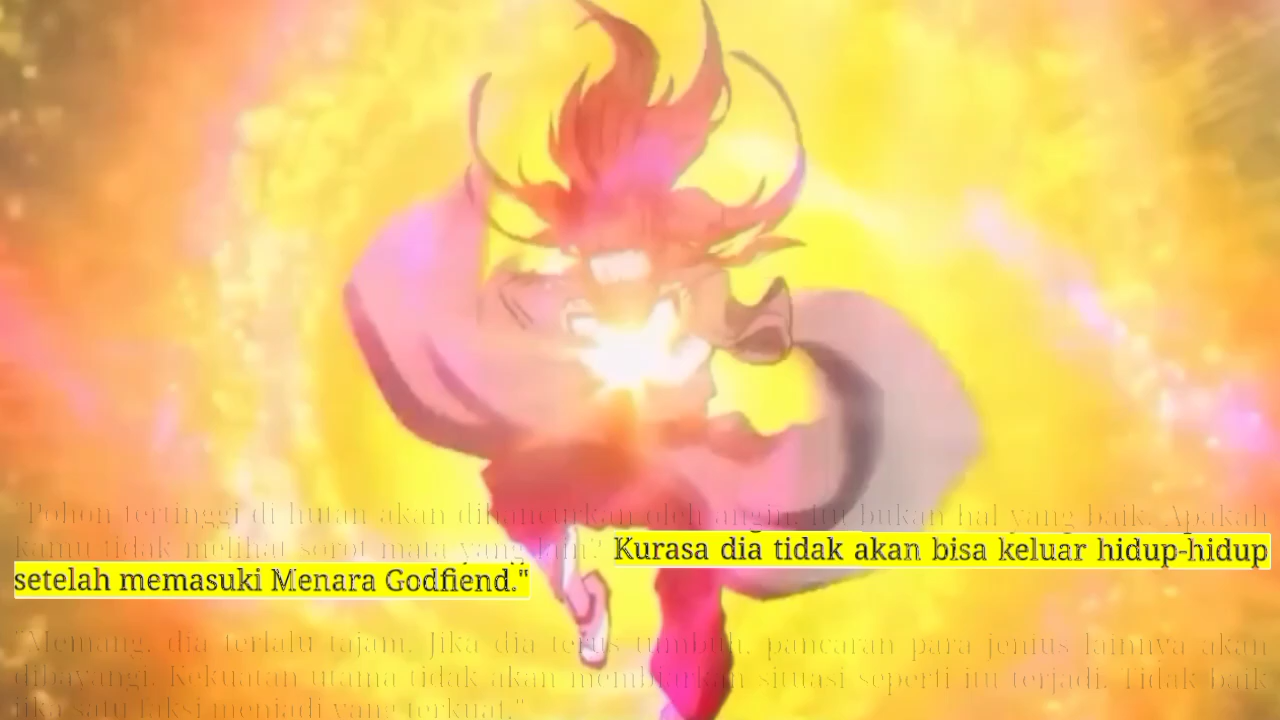 "Pohon tertinggi di hutan akan dihancurkan oleh angin, itu bukan hal yang baik. Apakah
kamu tidak melihat sorot mata yang lain? Kurasa dia tidak akan bisa keluar hidup-hidup
setelah memasuki Menara Godfiend."
"Memang, dia terlalu tajam. Jika dia terus tumbuh, pancaran para jenius lainnya akan
dibayangi. Kekuatan utama tidak akan membiarkan situasi seperti itu terjadi. Tidak baik
jika satu faksi menjadi yang terkuat."